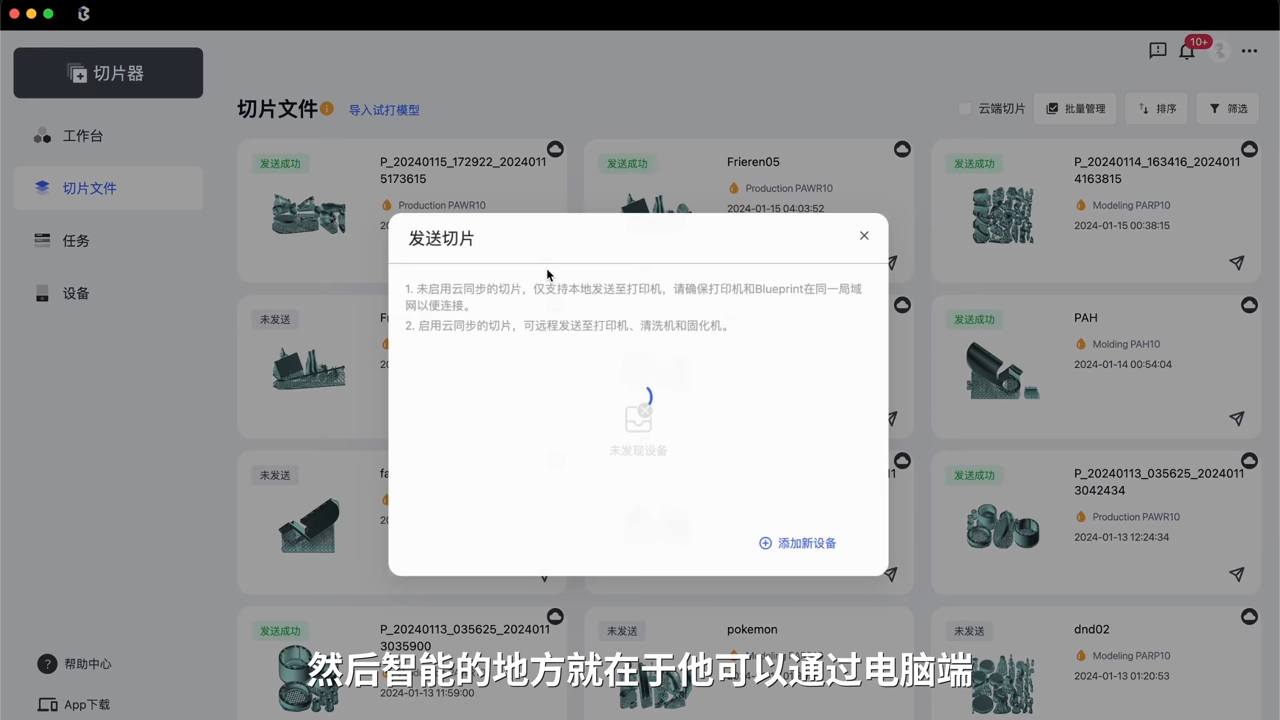 切片器
工作台
切片文件
任务
设备
帮助中心
App下载
10+
切片文件
导入试打模型
云端切片
批量管理
排序
筛选
发送成功
P_20240115_172922_2024011
5173615
Production PAWR10
发送成功
Frieren05
Production PAWR10
2024-01-15 04:03:52
发送成功
P_20240114_163416_2024011
4163815
Modeling PARP10
2024-01-15 00:38:15
未发送
发送成功
PAH
Molding PAH10
2024-01-14 00:54:04
未发送
发送成功
P_20240113_035625_2024011
3042434
Production PAWR10
2024-01-13 12:24:34
发送成功
P_20240113_035625_2024011
3035900
未发送
pokemon
未发送
dnd02
Modeling PARP10
2024-01-13 01:20:53
发送切片
1. 未启用云同步的切片，仅支持本地发送至打印机，请确保打印机和Blueprint在同一局域
网以便连接。
2. 启用云同步的切片，可远程发送至打印机、清洗机和固化机。
未发现设备
添加新设备
然后智能的地方就在于他可以通过电脑端